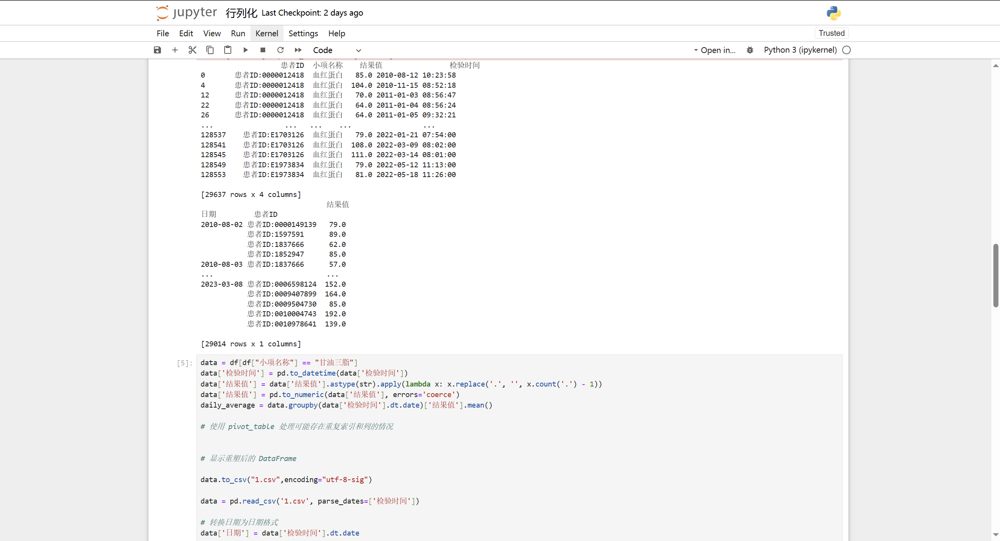 jupyter 行列化 Last Checkpoint: 2 days ago
File Edit View Run Kernel Settings Help Trusted
Code Open in... Python 3 (ipykernel)
患者ID 小项名称 结果值 检验时间
0 患者ID:0000012418 血红蛋白 85.0 2010-08-12 10:23:58
4 患者ID:0000012418 血红蛋白 104.0 2010-11-15 08:52:18
12 患者ID:0000012418 血红蛋白 70.0 2011-01-03 08:56:47
22 患者ID:0000012418 血红蛋白 64.0 2011-01-04 08:56:24
26 患者ID:0000012418 血红蛋白 64.0 2011-01-05 09:32:21
... ... ... ... ...
128537 患者ID:E1703126 血红蛋白 79.0 2022-01-21 07:54:00
128541 患者ID:E1703126 血红蛋白 108.0 2022-03-09 08:02:00
128545 患者ID:E1703126 血红蛋白 111.0 2022-03-14 08:01:00
128549 患者ID:E1973834 血红蛋白 79.0 2022-05-12 11:13:00
128553 患者ID:E1973834 血红蛋白 81.0 2022-05-18 11:26:00
[29637 rows x 4 columns]
结果值
日期 患者ID
2010-08-02 患者ID:0000149139 79.0
患者ID:1597591 89.0
患者ID:1837666 62.0
患者ID:1852947 85.0
2010-08-03 患者ID:1837666 57.0
... ...
2023-03-08 患者ID:0006598124 152.0
患者ID:0009407899 164.0
患者ID:0009504730 85.0
患者ID:0010004743 192.0
患者ID:0010978641 139.0
[29014 rows x 1 columns]
[5]: data = df[df["小项名称"] == "甘油三脂"]
data['检验时间'] = pd.to_datetime(data['检验时间'])
data['结果值'] = data['结果值'].astype(str).apply(lambda x: x.replace('.', '', x.count('.') - 1))
data['结果值'] = pd.to_numeric(data['结果值'], errors='coerce')
daily_average = data.groupby(data['检验时间'].dt.date)['结果值'].mean()
# 使用 pivot_table 处理可能存在重复索引和列的情况
# 显示重塑后的 DataFrame
data.to_csv("1.csv",encoding="utf-8-sig")
data = pd.read_csv('1.csv', parse_dates=['检验时间'])
# 转换日期为日期格式
data['日期'] = data['检验时间'].dt.date